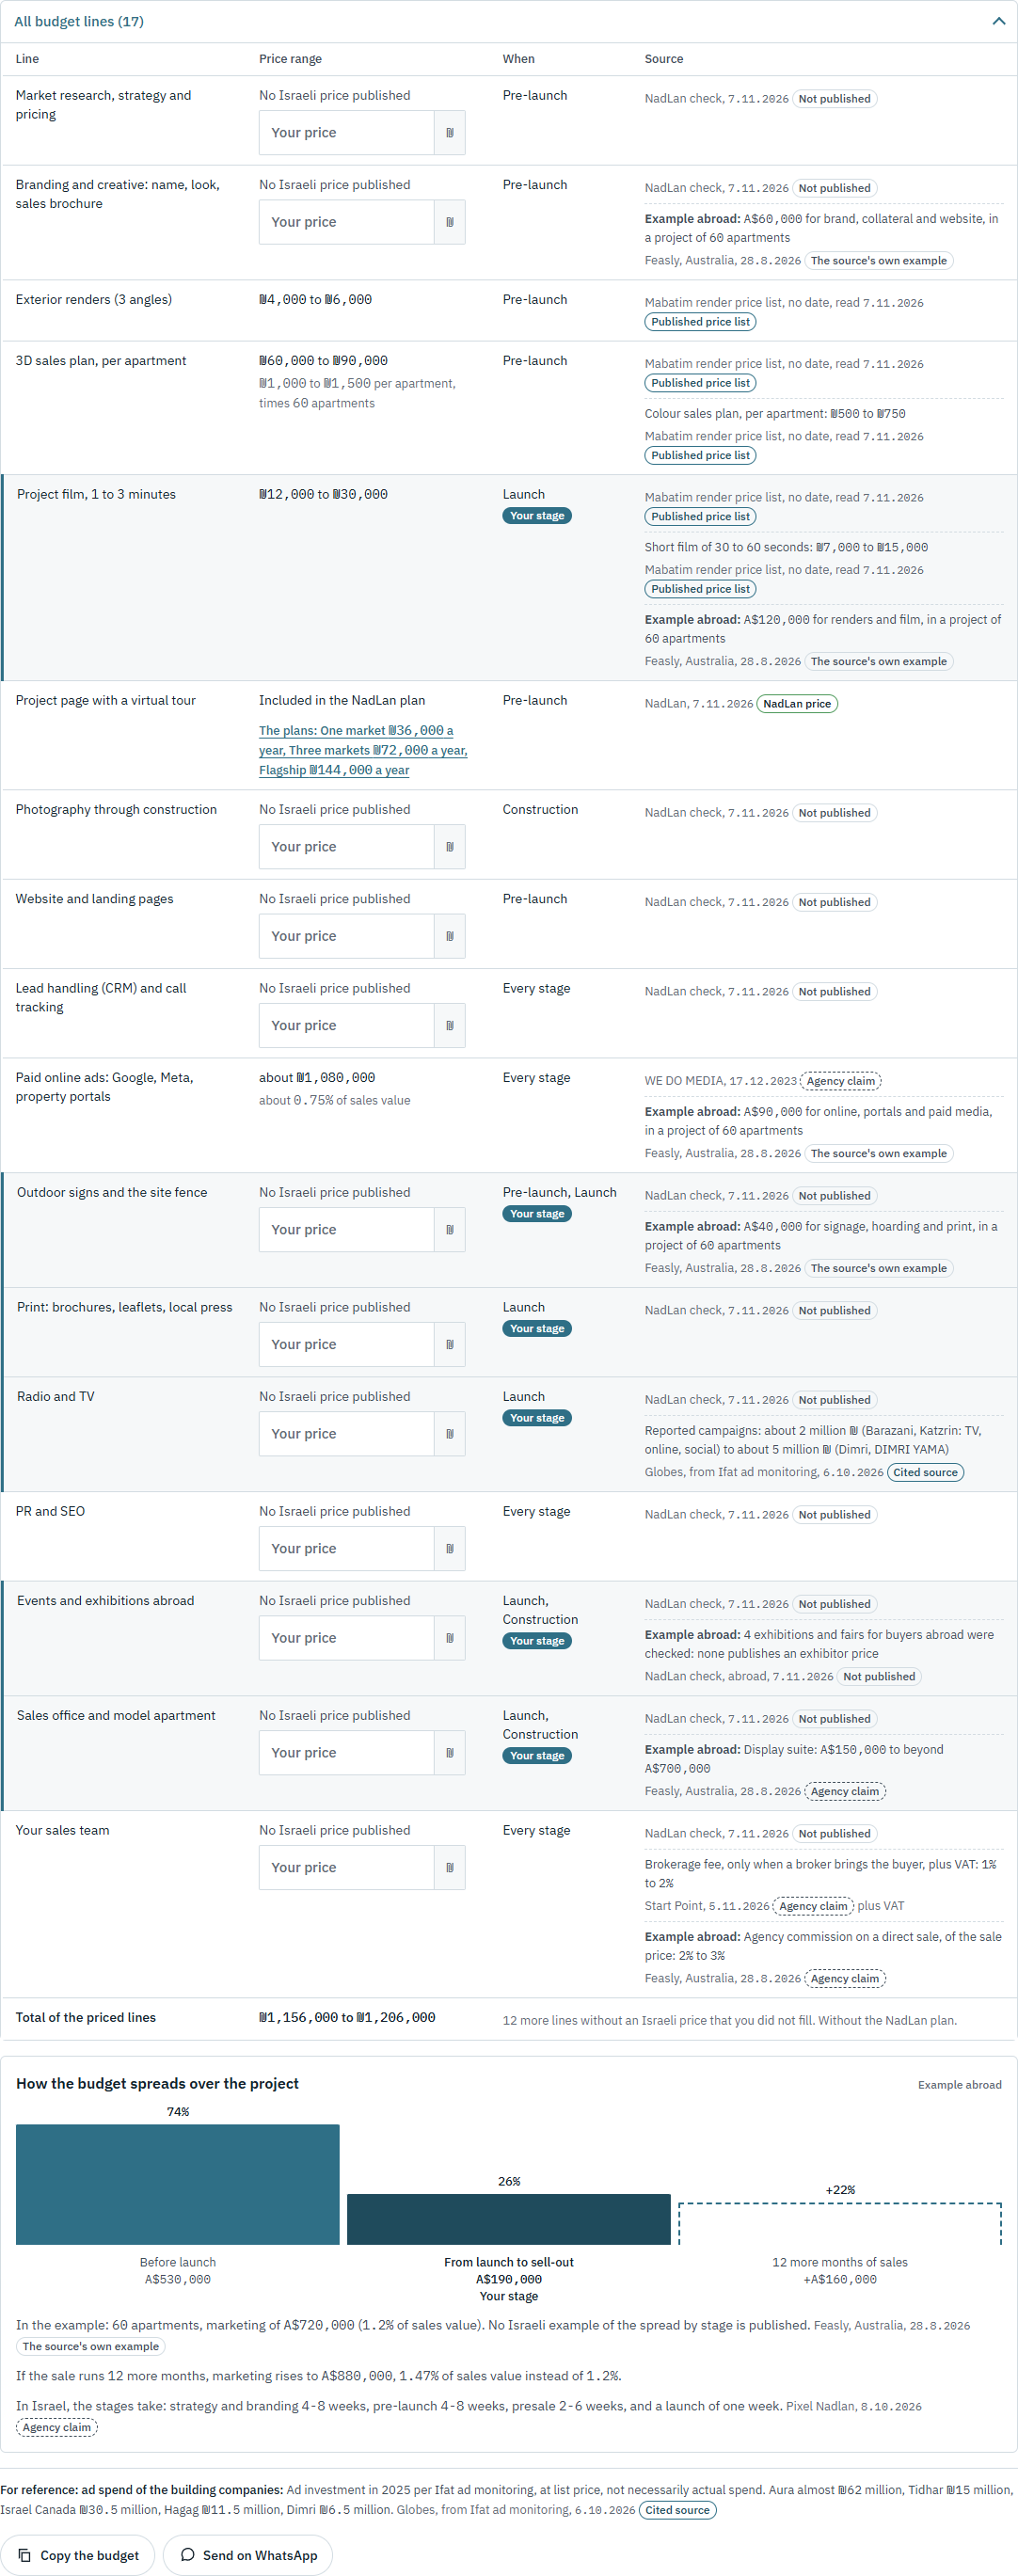 All budget lines (17)
Line Price range When Source
Market research, strategy and pricing
No Israeli price published
Your price ₪
Pre-launch
NadLan check, 7.11.2026 Not published
Branding and creative: name, look, sales brochure
No Israeli price published
Your price ₪
Pre-launch
NadLan check, 7.11.2026 Not published
Example abroad: A$60,000 for brand, collateral and website, in a project of 60 apartments
Feasly, Australia, 28.8.2026 The source's own example
Exterior renders (3 angles)
₪4,000 to ₪6,000
Pre-launch
Mabatim render price list, no date, read 7.11.2026
Published price list
3D sales plan, per apartment
₪60,000 to ₪90,000
₪1,000 to ₪1,500 per apartment, times 60 apartments
Pre-launch
Mabatim render price list, no date, read 7.11.2026
Published price list
Colour sales plan, per apartment: ₪500 to ₪750
Mabatim render price list, no date, read 7.11.2026
Published price list
Project film, 1 to 3 minutes
₪12,000 to ₪30,000
Launch
Your stage
Mabatim render price list, no date, read 7.11.2026
Published price list
Short film of 30 to 60 seconds: ₪7,000 to ₪15,000
Mabatim render price list, no date, read 7.11.2026
Published price list
Example abroad: A$120,000 for renders and film, in a project of 60 apartments
Feasly, Australia, 28.8.2026 The source's own example
Project page with a virtual tour
Included in the NadLan plan
The plans: One market ₪36,000 a year, Three markets ₪72,000 a year, Flagship ₪144,000 a year
Pre-launch
NadLan, 7.11.2026 NadLan price
Photography through construction
No Israeli price published
Your price ₪
Construction
NadLan check, 7.11.2026 Not published
Website and landing pages
No Israeli price published
Your price ₪
Pre-launch
NadLan check, 7.11.2026 Not published
Lead handling (CRM) and call tracking
No Israeli price published
Your price ₪
Every stage
NadLan check, 7.11.2026 Not published
Paid online ads: Google, Meta, property portals
about ₪1,080,000
about 0.75% of sales value
Every stage
WE DO MEDIA, 17.12.2023 Agency claim
Example abroad: A$90,000 for online, portals and paid media, in a project of 60 apartments
Feasly, Australia, 28.8.2026 The source's own example
Outdoor signs and the site fence
No Israeli price published
Your price ₪
Pre-launch, Launch
Your stage
NadLan check, 7.11.2026 Not published
Example abroad: A$40,000 for signage, hoarding and print, in a project of 60 apartments
Feasly, Australia, 28.8.2026 The source's own example
Print: brochures, leaflets, local press
No Israeli price published
Your price ₪
Launch
Your stage
NadLan check, 7.11.2026 Not published
Radio and TV
No Israeli price published
Your price ₪
Launch
Your stage
NadLan check, 7.11.2026 Not published
Reported campaigns: about 2 million ₪ (Barazani, Katzrin: TV, online, social) to about 5 million ₪ (Dimri, DIMRI YAMA)
Globes, from Ifat ad monitoring, 6.10.2026 Cited source
PR and SEO
No Israeli price published
Your price ₪
Every stage
NadLan check, 7.11.2026 Not published
Events and exhibitions abroad
No Israeli price published
Your price ₪
Launch, Construction
Your stage
NadLan check, 7.11.2026 Not published
Example abroad: 4 exhibitions and fairs for buyers abroad were checked: none publishes an exhibitor price
NadLan check, abroad, 7.11.2026 Not published
Sales office and model apartment
No Israeli price published
Your price ₪
Launch, Construction
Your stage
NadLan check, 7.11.2026 Not published
Example abroad: Display suite: A$150,000 to beyond A$700,000
Feasly, Australia, 28.8.2026 Agency claim
Your sales team
No Israeli price published
Your price ₪
Every stage
NadLan check, 7.11.2026 Not published
Brokerage fee, only when a broker brings the buyer, plus VAT: 1% to 2%
Start Point, 5.11.2026 Agency claim plus VAT
Example abroad: Agency commission on a direct sale, of the sale price: 2% to 3%
Feasly, Australia, 28.8.2026 Agency claim
Total of the priced lines
₪1,156,000 to ₪1,206,000
12 more lines without an Israeli price that you did not fill. Without the NadLan plan.
How the budget spreads over the project
Example abroad
74%
26%
+22%
Before launch
A$530,000
From launch to sell-out
A$190,000
Your stage
12 more months of sales
+A$160,000
In the example: 60 apartments, marketing of A$720,000 (1.2% of sales value). No Israeli example of the spread by stage is published. Feasly, Australia, 28.8.2026
The source's own example
If the sale runs 12 more months, marketing rises to A$880,000, 1.47% of sales value instead of 1.2%.
In Israel, the stages take: strategy and branding 4-8 weeks, pre-launch 4-8 weeks, presale 2-6 weeks, and a launch of one week. Pixel Nadlan, 8.10.2026
Agency claim
For reference: ad spend of the building companies: Ad investment in 2025 per Ifat ad monitoring, at list price, not necessarily actual spend. Aura almost ₪62 million, Tidhar ₪15 million,
Israel Canada ₪30.5 million, Hagag ₪11.5 million, Dimri ₪6.5 million. Globes, from Ifat ad monitoring, 6.10.2026 Cited source
Copy the budget
Send on WhatsApp